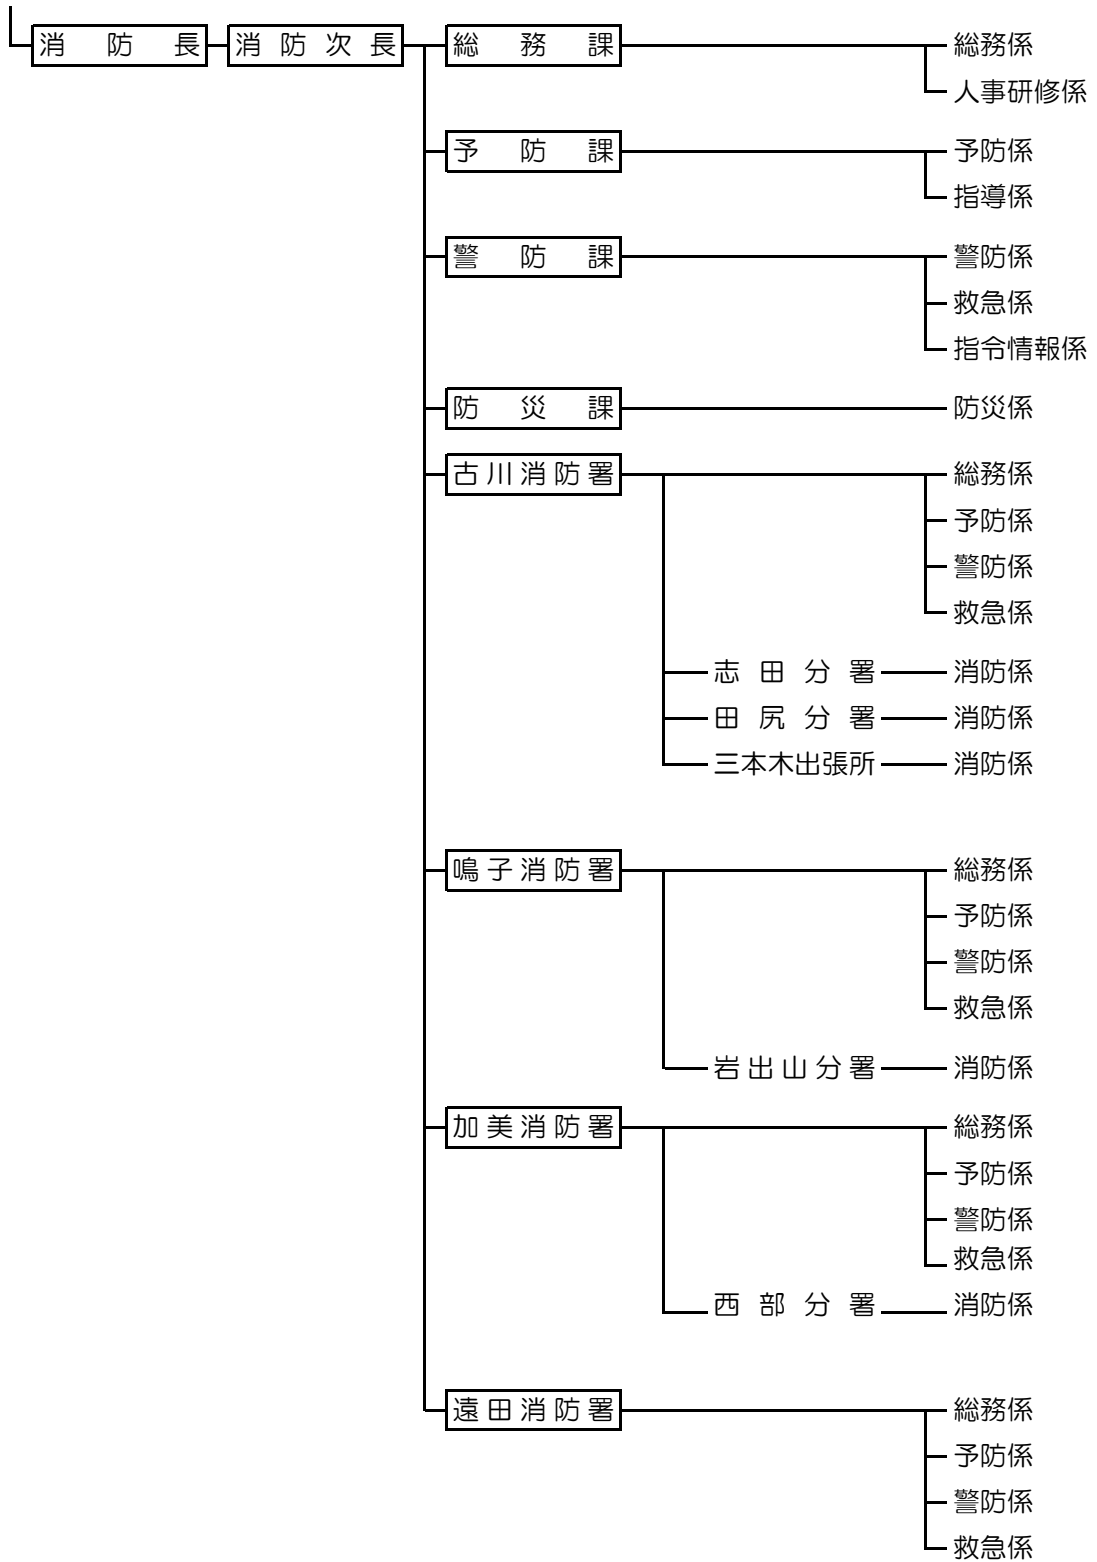 消防長 消防次長 総務課 総務係
人事研修係
予防課 予防係
指導係
警防課 警防係
救急係
指令情報係
防災課 防災係
古川消防署 総務係
予防係
警防係
救急係
志田分署 消防係
田尻分署 消防係
三本木出張所 消防係
鳴子消防署 総務係
予防係
警防係
救急係
岩出山分署 消防係
加美消防署 総務係
予防係
警防係
救急係
西部分署 消防係
遠田消防署 総務係
予防係
警防係
救急係